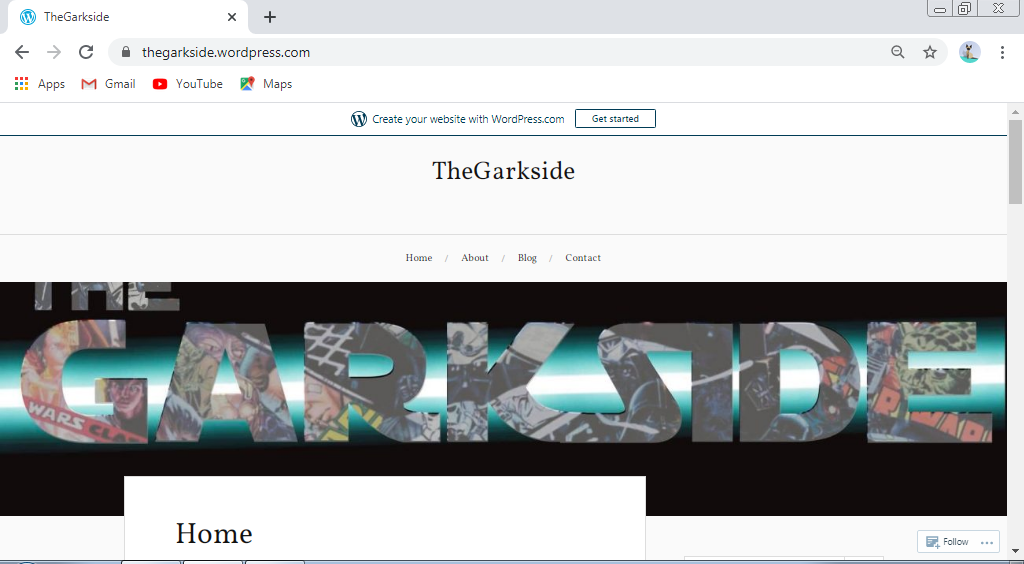 TheGarkside
thegarkside.wordpress.com
Apps
Gmail
YouTube
Maps
Create your website with WordPress.com
Get started
TheGarkside
Home / About / Blog / Contact
THE
GARKSIDE
WARS
Home
Follow